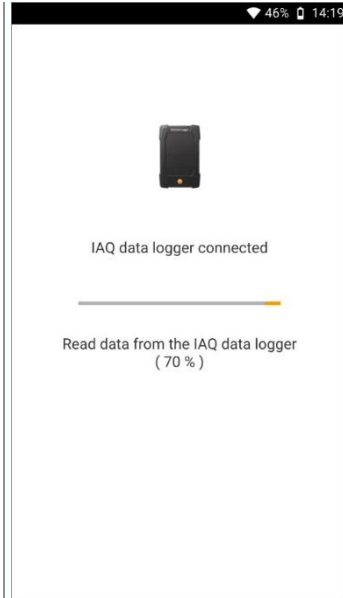 46% 14:19
IAQ data logger connected
Read data from the IAQ data logger
( 70 % )